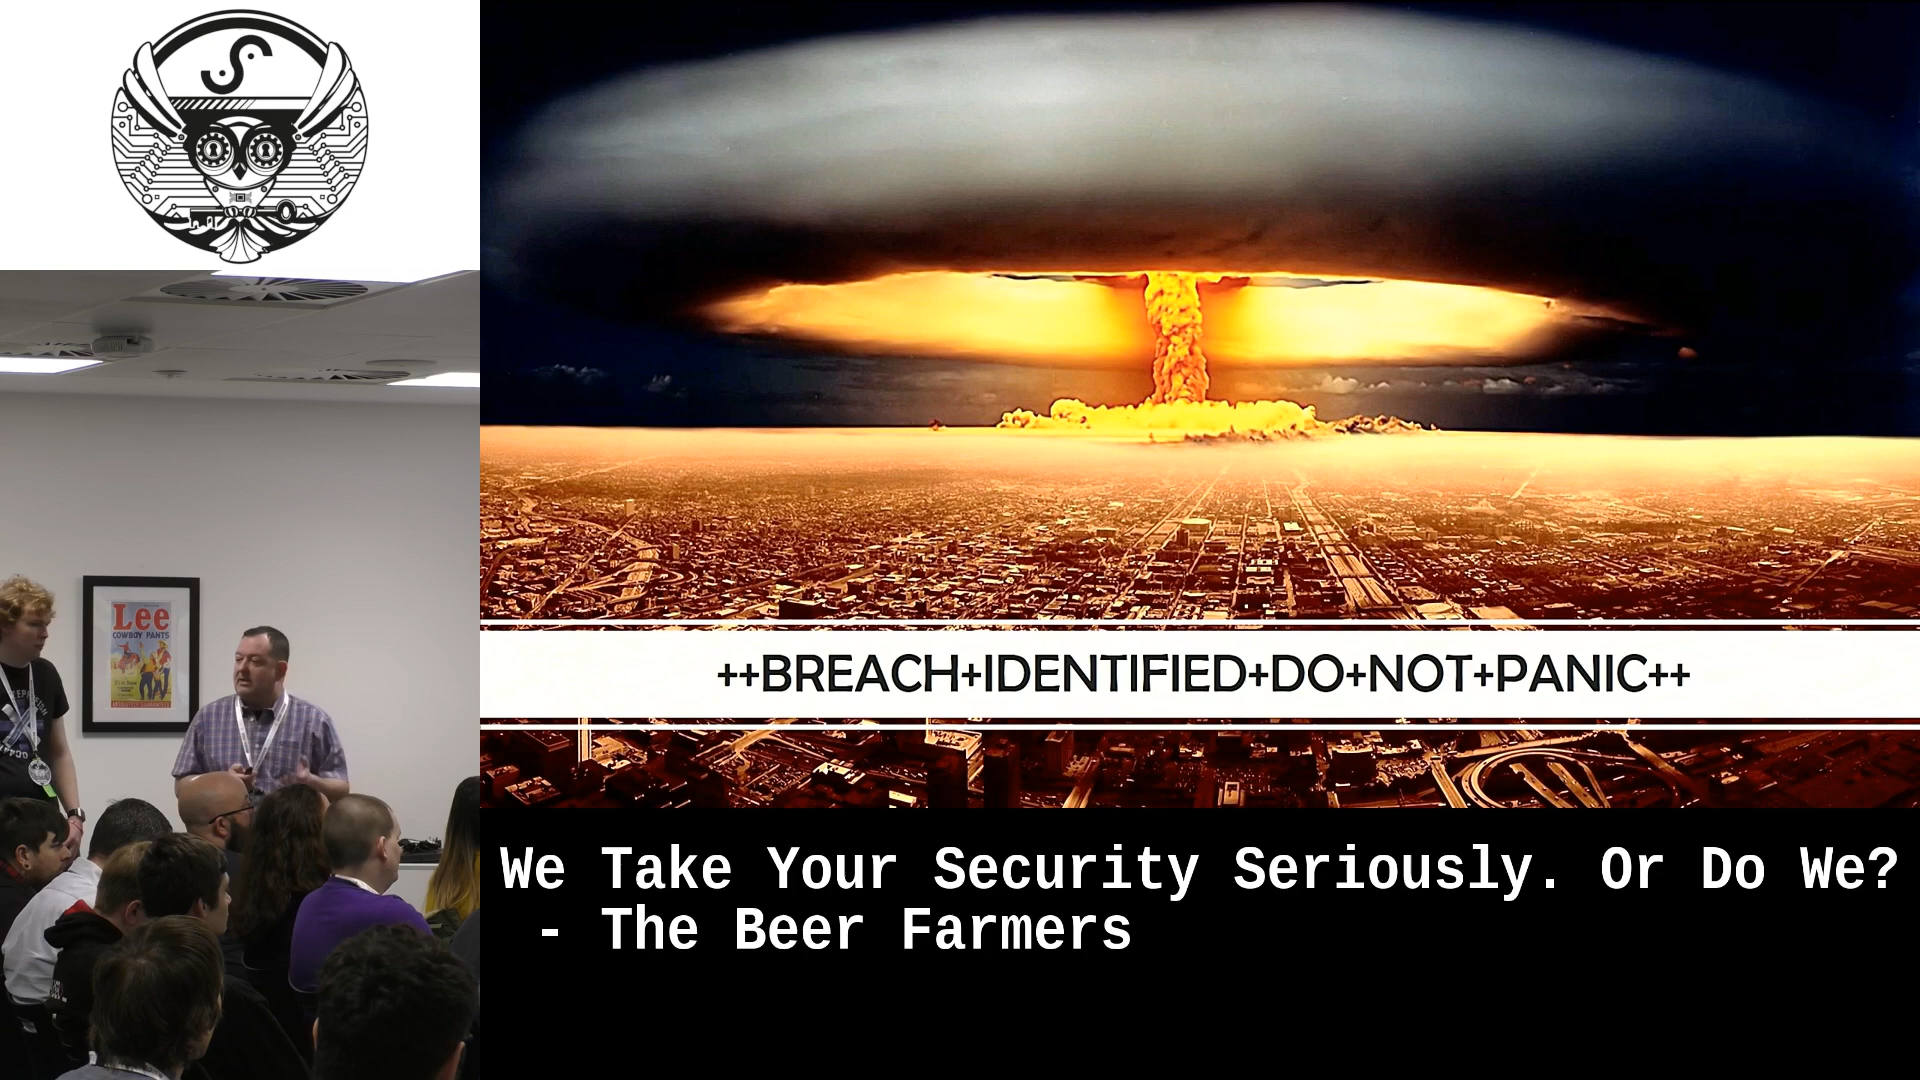 Lee
COWBOY PANTS
++BREACH+IDENTIFIED+DO+NOT+PANIC++
We Take Your Security Seriously. Or Do We?
- The Beer Farmers